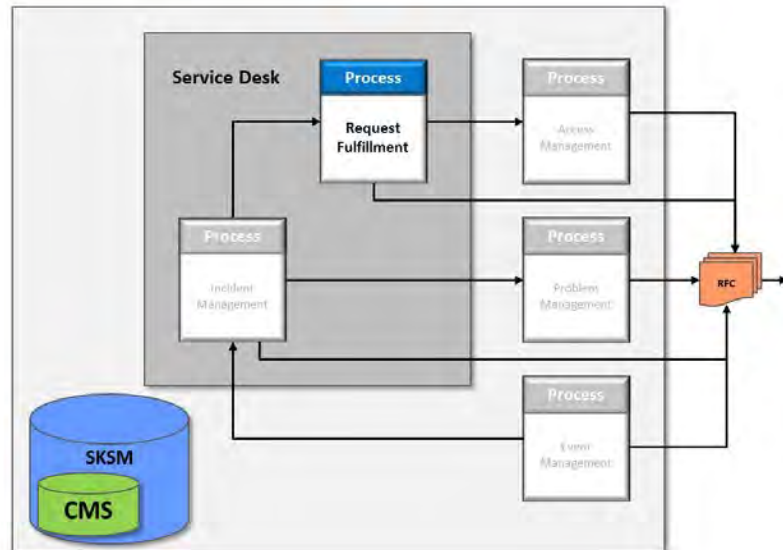 Service Desk
Process
Request
Fulfillment
Process
Access
Management
Process
Incident
Management
Process
Problem
Management
RFC
Process
Event
Management
SKSM
CMS